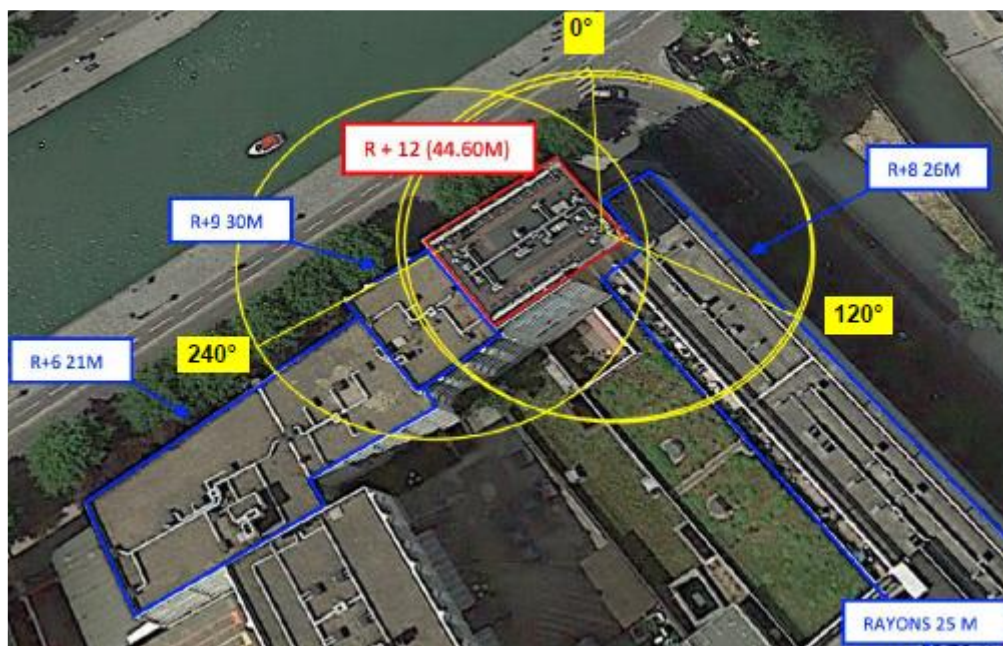 0°
R + 12 (44.60M)
R+8 26M
R+9 30M
120°
240°
R+6 21M
RAYONS 25 M